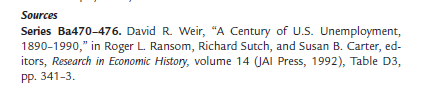 Sources
Series Ba470–476. David R. Weir, “A Century of U.S. Unemployment,
1890–1990,” in Roger L. Ransom, Richard Sutch, and Susan B. Carter, ed-
itors, Research in Economic History, volume 14 (JAI Press, 1992), Table D3,
pp. 341–3.